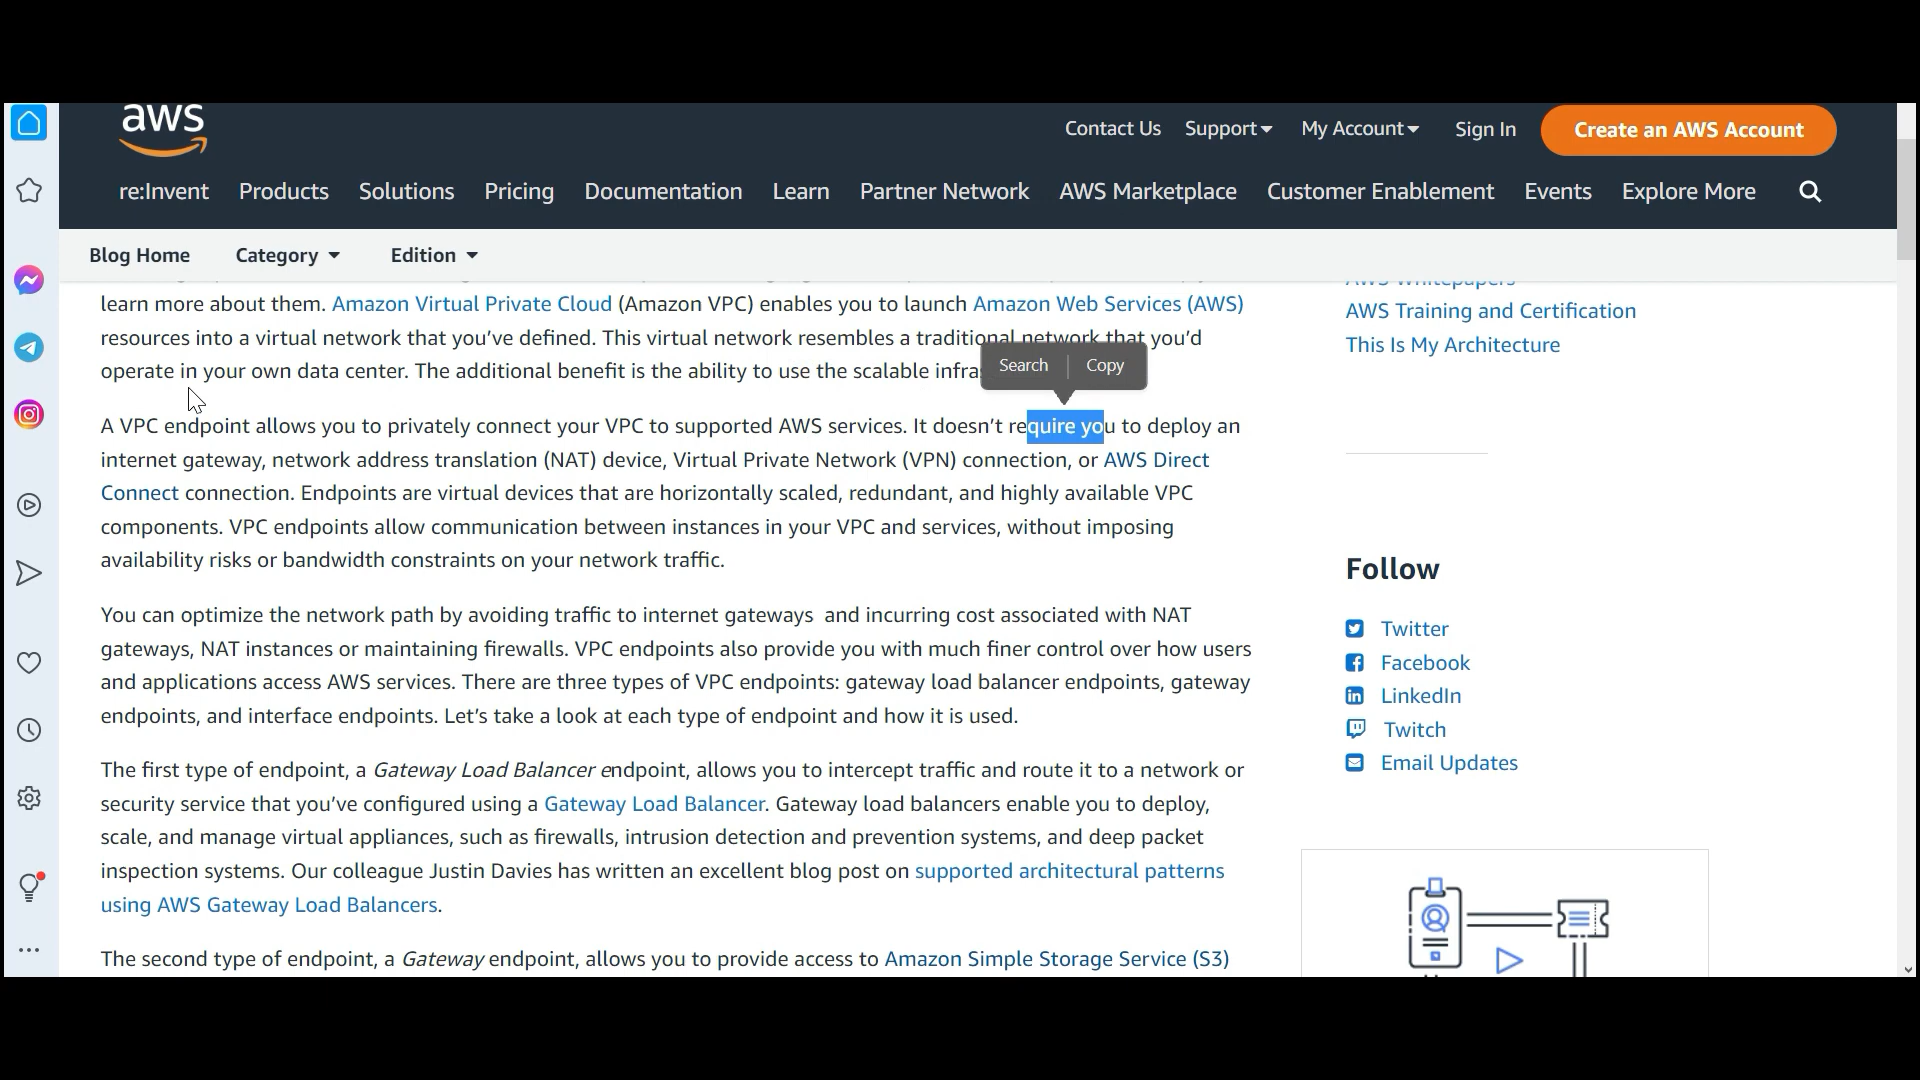 aws
Contact Us Support My Account Sign In Create an AWS Account
re:Invent Products Solutions Pricing Documentation Learn Partner Network AWS Marketplace Customer Enablement Events Explore More
Blog Home Category Edition
learn more about them. Amazon Virtual Private Cloud (Amazon VPC) enables you to launch Amazon Web Services (AWS)
resources into a virtual network that you’ve defined. This virtual network resembles a traditional network that you’d
operate in your own data center. The additional benefit is the ability to use the scalable infra
Search Copy
A VPC endpoint allows you to privately connect your VPC to supported AWS services. It doesn’t require you to deploy an
internet gateway, network address translation (NAT) device, Virtual Private Network (VPN) connection, or AWS Direct
Connect connection. Endpoints are virtual devices that are horizontally scaled, redundant, and highly available VPC
components. VPC endpoints allow communication between instances in your VPC and services, without imposing
availability risks or bandwidth constraints on your network traffic.
You can optimize the network path by avoiding traffic to internet gateways and incurring cost associated with NAT
gateways, NAT instances or maintaining firewalls. VPC endpoints also provide you with much finer control over how users
and applications access AWS services. There are three types of VPC endpoints: gateway load balancer endpoints, gateway
endpoints, and interface endpoints. Let’s take a look at each type of endpoint and how it is used.
The first type of endpoint, a Gateway Load Balancer endpoint, allows you to intercept traffic and route it to a network or
security service that you’ve configured using a Gateway Load Balancer. Gateway load balancers enable you to deploy,
scale, and manage virtual appliances, such as firewalls, intrusion detection and prevention systems, and deep packet
inspection systems. Our colleague Justin Davies has written an excellent blog post on supported architectural patterns
using AWS Gateway Load Balancers.
The second type of endpoint, a Gateway endpoint, allows you to provide access to Amazon Simple Storage Service (S3)
AWS Whitepapers
AWS Training and Certification
This Is My Architecture
Follow
Twitter
Facebook
LinkedIn
Twitch
Email Updates